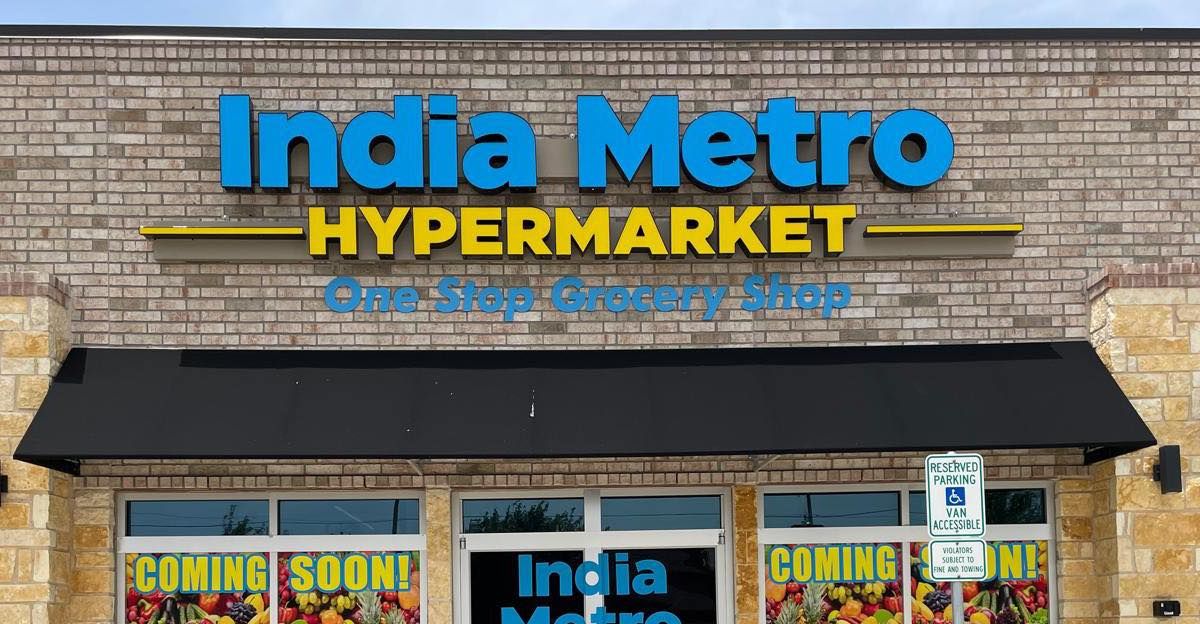 India Metro
HYPERMARKET
One Stop Grocery Shop
RESERVED
PARKING
VAN
ACCESSIBLE
VIOLATORS
SUBJECT TO
FINE AND TOWING
COMING SOON!
India
Metro
COMING ON!